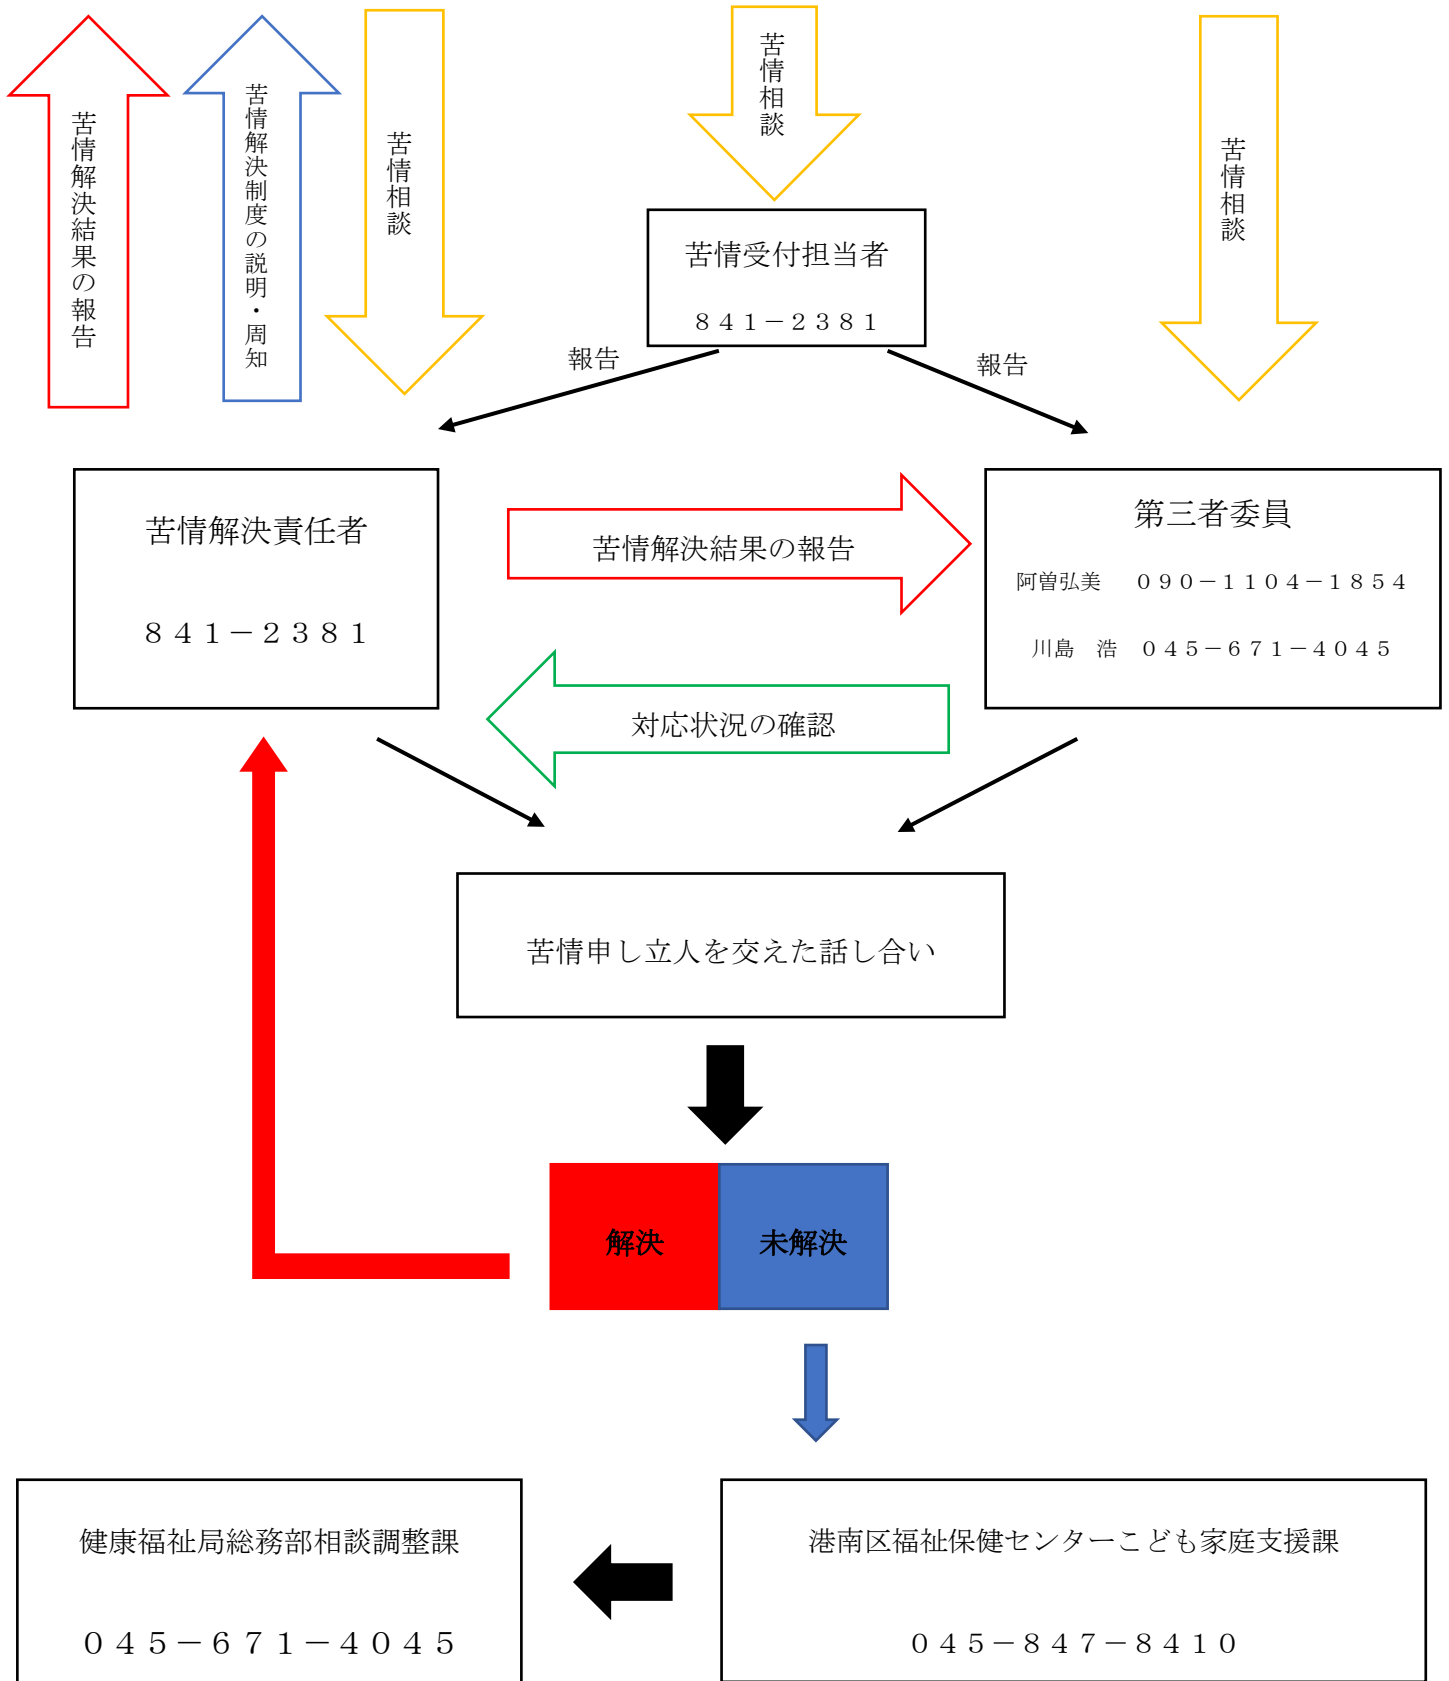 苦情解決結果の報告
苦情解決制度の説明・周知
苦情相談
苦情相談
苦情相談
苦情受付担当者
８４１－２３８１
報告
報告
苦情解決責任者
８４１－２３８１
苦情解決結果の報告
対応状況の確認
第三者委員
阿曽弘美　０９０－１１０４－１８５４
川島　浩　０４５－６７１－４０４５
苦情申し立人を交えた話し合い
解決
未解決
健康福祉局総務部相談調整課
０４５－６７１－４０４５
港南区福祉保健センターこども家庭支援課
０４５－８４７－８４１０